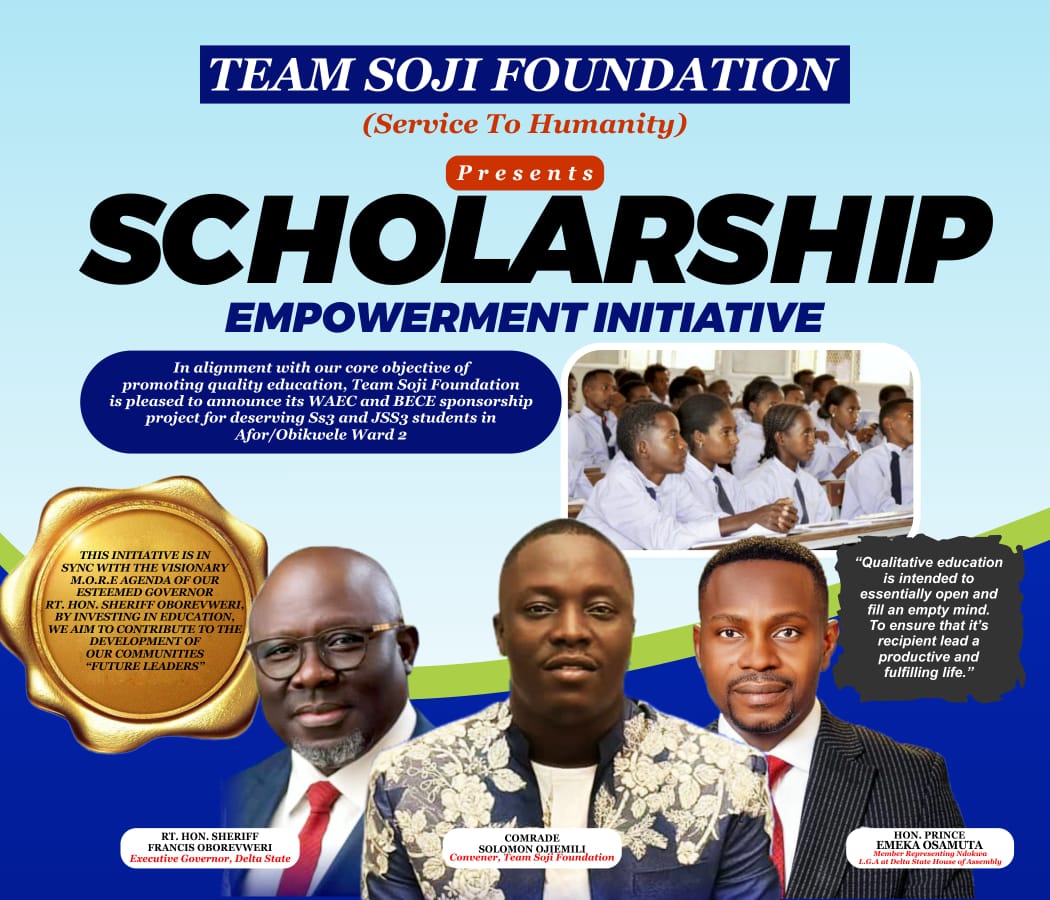 TEAM SOJI FOUNDATION
(Service To Humanity)
Presents
SCHOLARSHIP
EMPOWERMENT INITIATIVE
In alignment with our core objective of
promoting quality education, Team Soji Foundation
is pleased to announce its WAEC and BECE sponsorship
project for deserving Ss3 and JSS3 students in
Afor/Obikwele Ward 2
THIS INITIATIVE IS IN
SYNC WITH THE VISIONARY
M.O.R.E AGENDA OF OUR
ESTEEMED GOVERNOR
RT. HON. SHERIFF OBOREVWERI,
BY INVESTING IN EDUCATION,
WE AIM TO CONTRIBUTE TO THE
DEVELOPMENT OF
OUR COMMUNITIES
“FUTURE LEADERS”
“Qualitative education
is intended to
essentially open and
fill an empty mind.
To ensure that it’s
recipient lead a
productive and
fulfilling life.”
RT. HON. SHERIFF
FRANCIS OBOREVWERI
Executive Governor, Delta State
COMRADE
SOLOMON OJIEMILI
Convener, Team Soji Foundation
HON. PRINCE
EMEKA OSAMUTA
Member Representing Ndokwa
L.G.A at Delta State House of Assembly